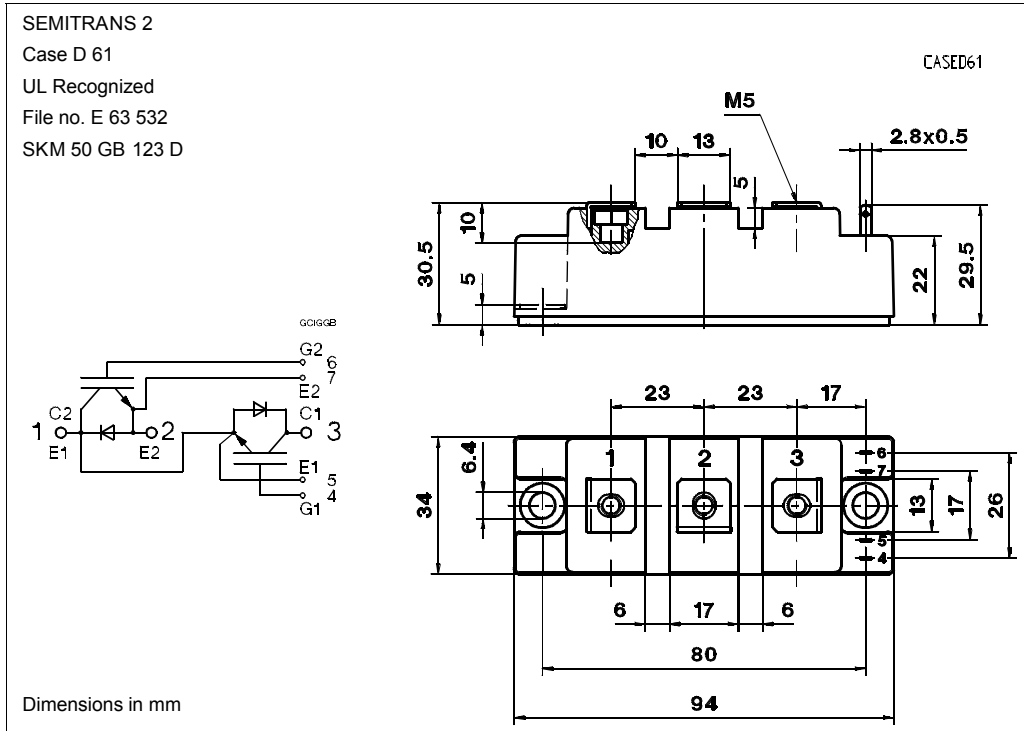 SEMITRANS 2
Case D 61
UL Recognized
File no. E 63 532
SKM 50 GB 123 D
CASED61
M5
10
13
5
2.8x0.5
30.5
10
5
22
29.5
GCIGGB
G2 6
7
E2
C2
1
E1
2
E2
C1
3
E1
5
4
G1
23
23
17
34
6.4
1
2
3
6
7
5
4
13
17
26
6
17
6
80
94
Dimensions in mm